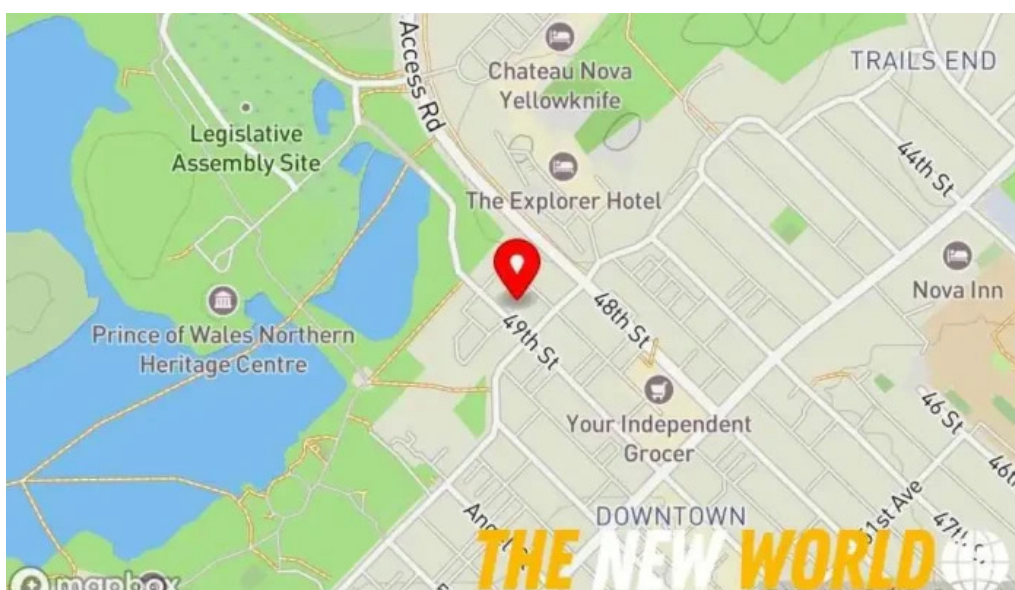 Access Rd
Chateau Nova
Yellowknife
TRAILS END
Legislative
Assembly Site
44th St
The Explorer Hotel
Nova Inn
48th St
Prince of Wales Northern
Heritage Centre
49th St
46 St
Your Independent
Grocer
DOWNTOWN
51st Ave
THE NEW WORLD
mapbox